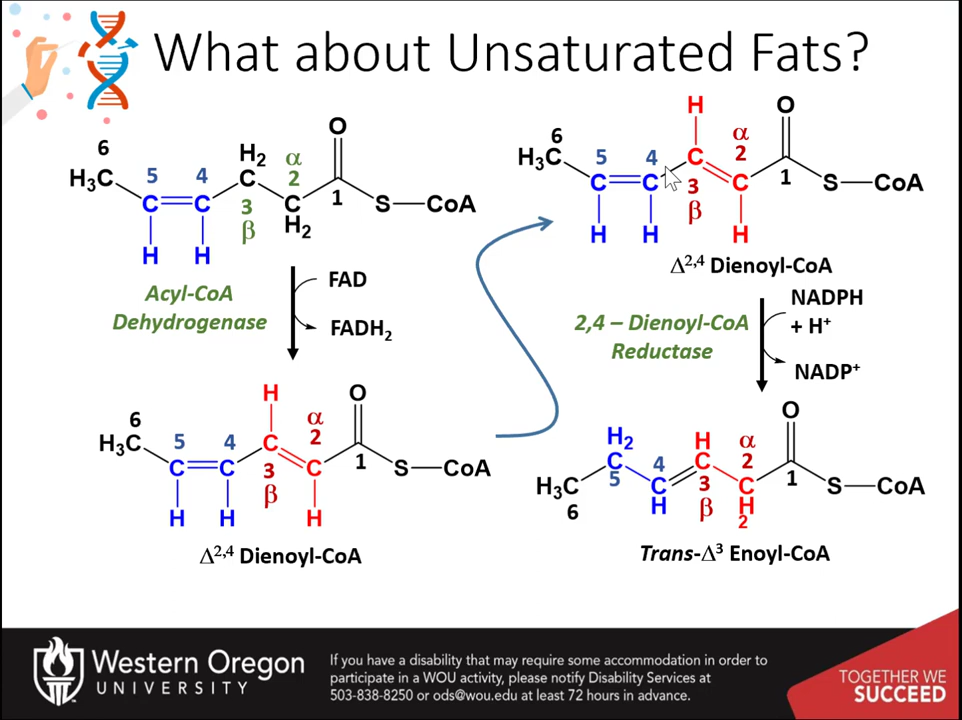 What about Unsaturated Fats?
6
H₃C
5
4
H₂
C
α
2
O
C
C
3
β
C
H₂
1
S
CoA
H
H
Acyl-CoA
Dehydrogenase
FAD
FADH₂
H
6
H₃C
5
4
C
α
2
O
C
C
3
β
C
1
S
CoA
H
H
H
Δ²,⁴ Dienoyl-CoA
H
6
H₃C
5
4
C
α
2
O
C
C
3
β
C
1
S
CoA
H
H
H
Δ²,⁴ Dienoyl-CoA
2,4 – Dienoyl-CoA
Reductase
NADPH
+ H⁺
NADP⁺
H₂
C
5
4
H
C
α
2
O
H₃C
6
C
H
3
β
C
H
2
1
S
CoA
Trans-Δ³ Enoyl-CoA
Western Oregon
UNIVERSITY
If you have a disability that may require some accommodation in order to
participate in a WOU activity, please notify Disability Services at
503-838-8250 or ods@wou.edu at least 72 hours in advance.
TOGETHER WE
SUCCEED